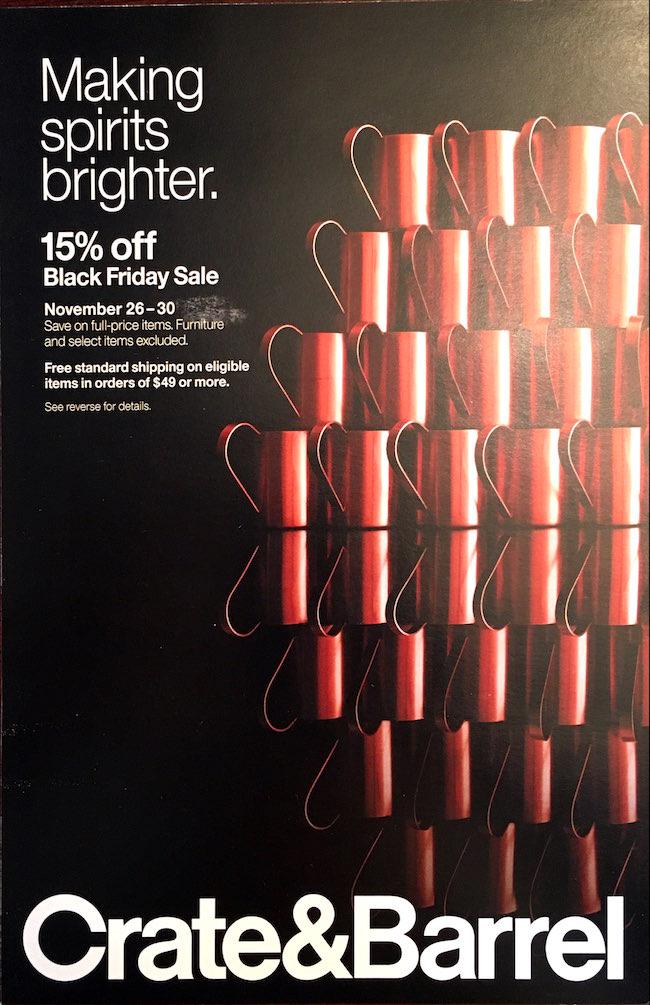 Making
spirits
brighter.
15% off
Black Friday Sale
November 26–30
Save on full-price items. Furniture
and select items excluded.
Free standard shipping on eligible
items in orders of $49 or more.
See reverse for details.
Crate&Barrel